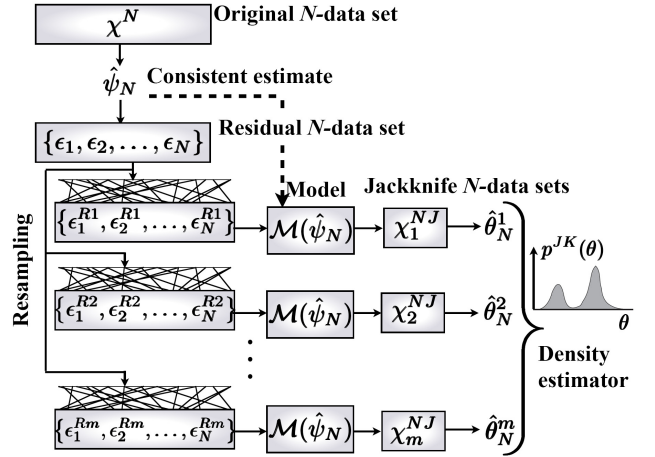 χ^N Original N-data set
ψ̂_N Consistent estimate
{ϵ_1, ϵ_2, . . . , ϵ_N} Residual N-data set
Resampling
Model
Jackknife N-data sets
{ϵ_1^{R1}, ϵ_2^{R1}, . . . , ϵ_N^{R1}} M(ψ̂_N) χ_1^{NJ} θ̂_N^1
p^{JK}(θ)
θ
{ϵ_1^{R2}, ϵ_2^{R2}, . . . , ϵ_N^{R2}} M(ψ̂_N) χ_2^{NJ} θ̂_N^2
Density
estimator
{ϵ_1^{Rm}, ϵ_2^{Rm}, . . . , ϵ_N^{Rm}} M(ψ̂_N) χ_m^{NJ} θ̂_N^m